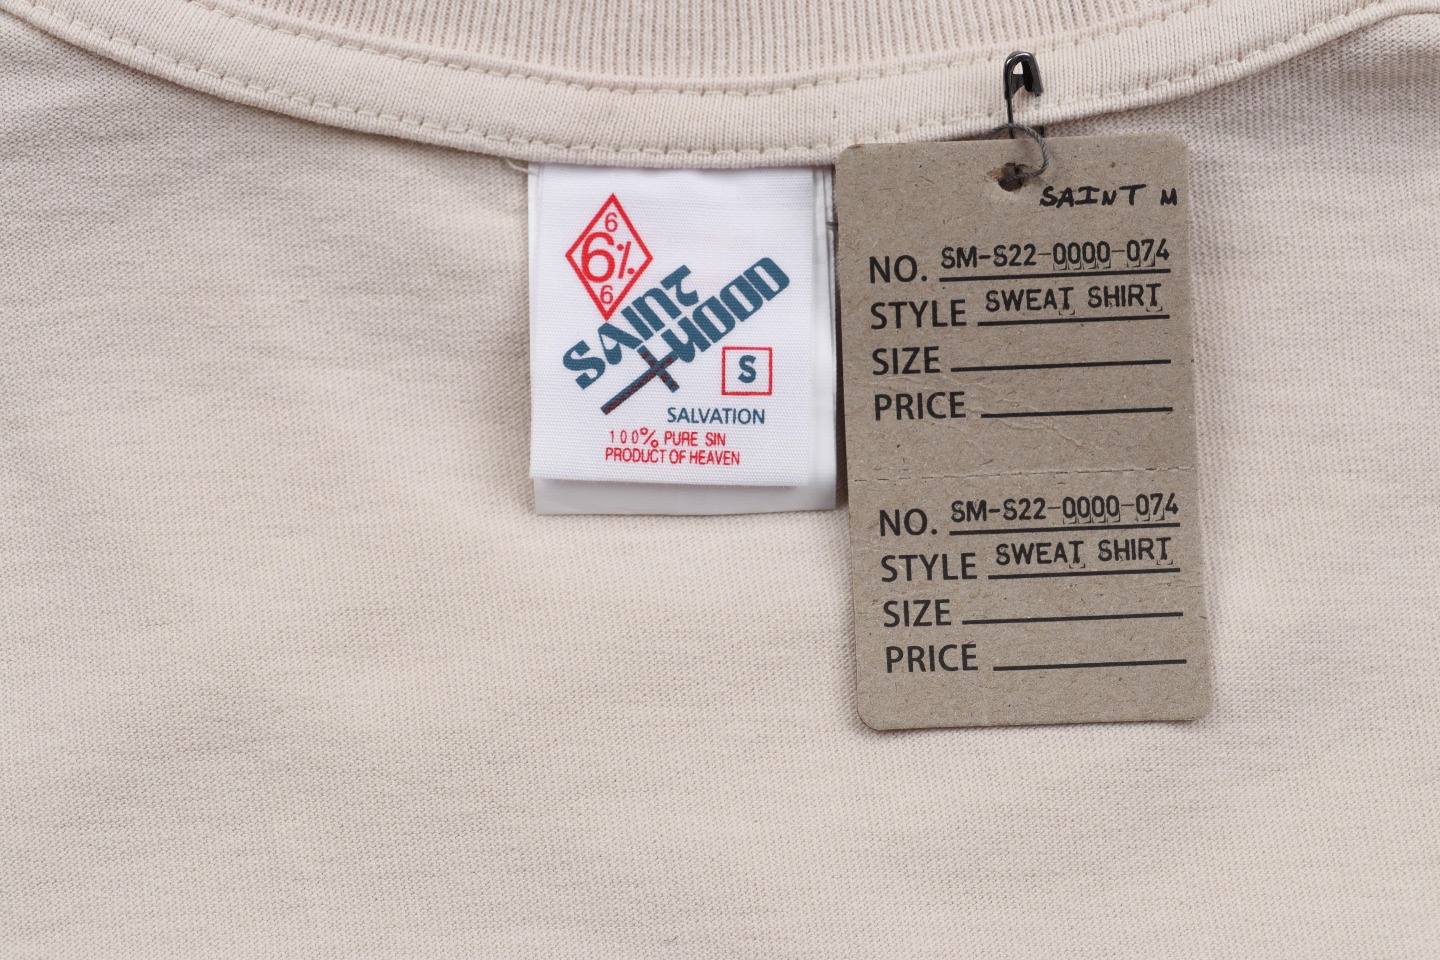 6
6%
6
SAINT
HOOD
S
SALVATION
100% PURE SIN
PRODUCT OF HEAVEN
SAINT M
NO. SM-S22-0000-074
STYLE SWEAT SHIRT
SIZE
PRICE
NO. SM-S22-0000-074
STYLE SWEAT SHIRT
SIZE
PRICE